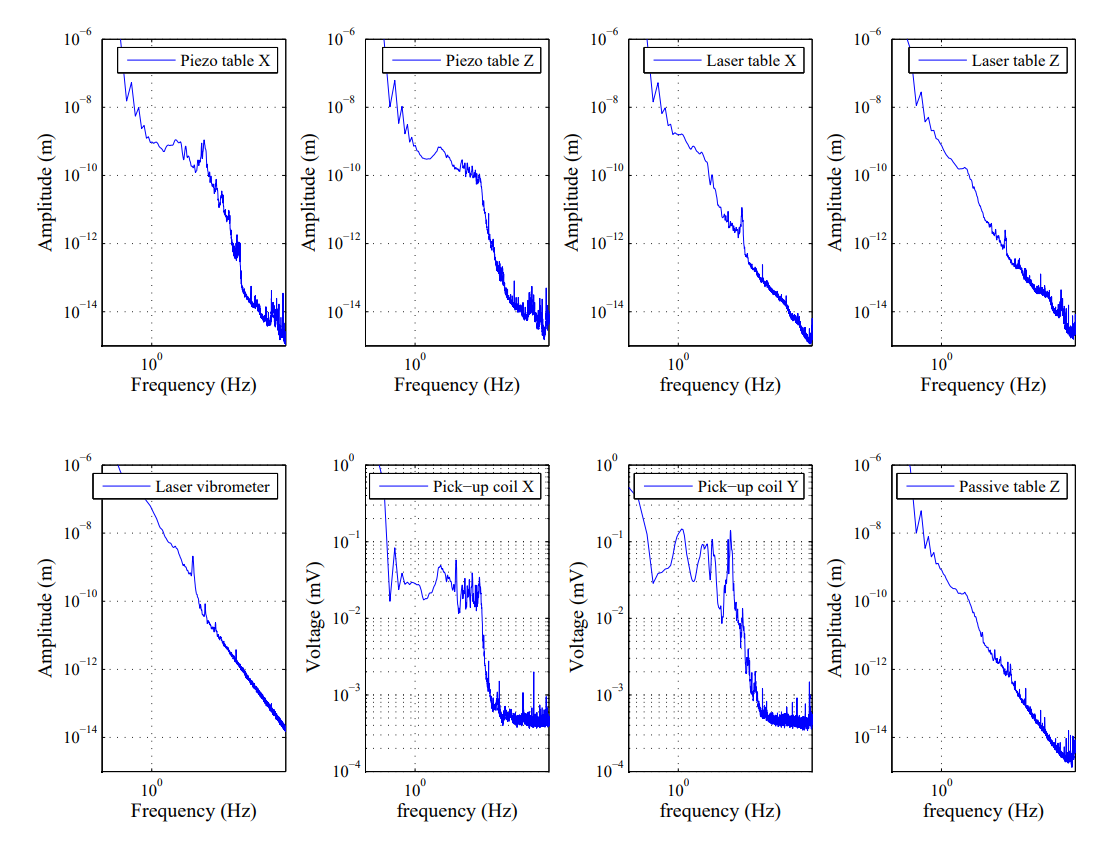 10^-6
10^-8
10^-10
10^-12
10^-14
Amplitude (m)
Piezo table X
10^0
Frequency (Hz)
10^-6
10^-8
10^-10
10^-12
10^-14
Amplitude (m)
Piezo table Z
10^0
Frequency (Hz)
10^-6
10^-8
10^-10
10^-12
10^-14
Amplitude (m)
Laser table X
10^0
frequency (Hz)
10^-6
10^-8
10^-10
10^-12
10^-14
Amplitude (m)
Laser table Z
10^0
Frequency (Hz)
10^-6
10^-8
10^-10
10^-12
10^-14
Amplitude (m)
Laser vibrometer
10^0
Frequency (Hz)
10^0
10^-1
10^-2
10^-3
10^-4
Voltage (mV)
Pick-up coil X
10^0
frequency (Hz)
10^0
10^-1
10^-2
10^-3
10^-4
Voltage (mV)
Pick-up coil Y
10^0
frequency (Hz)
10^-6
10^-8
10^-10
10^-12
10^-14
Amplitude (m)
Passive table Z
10^0
frequency (Hz)